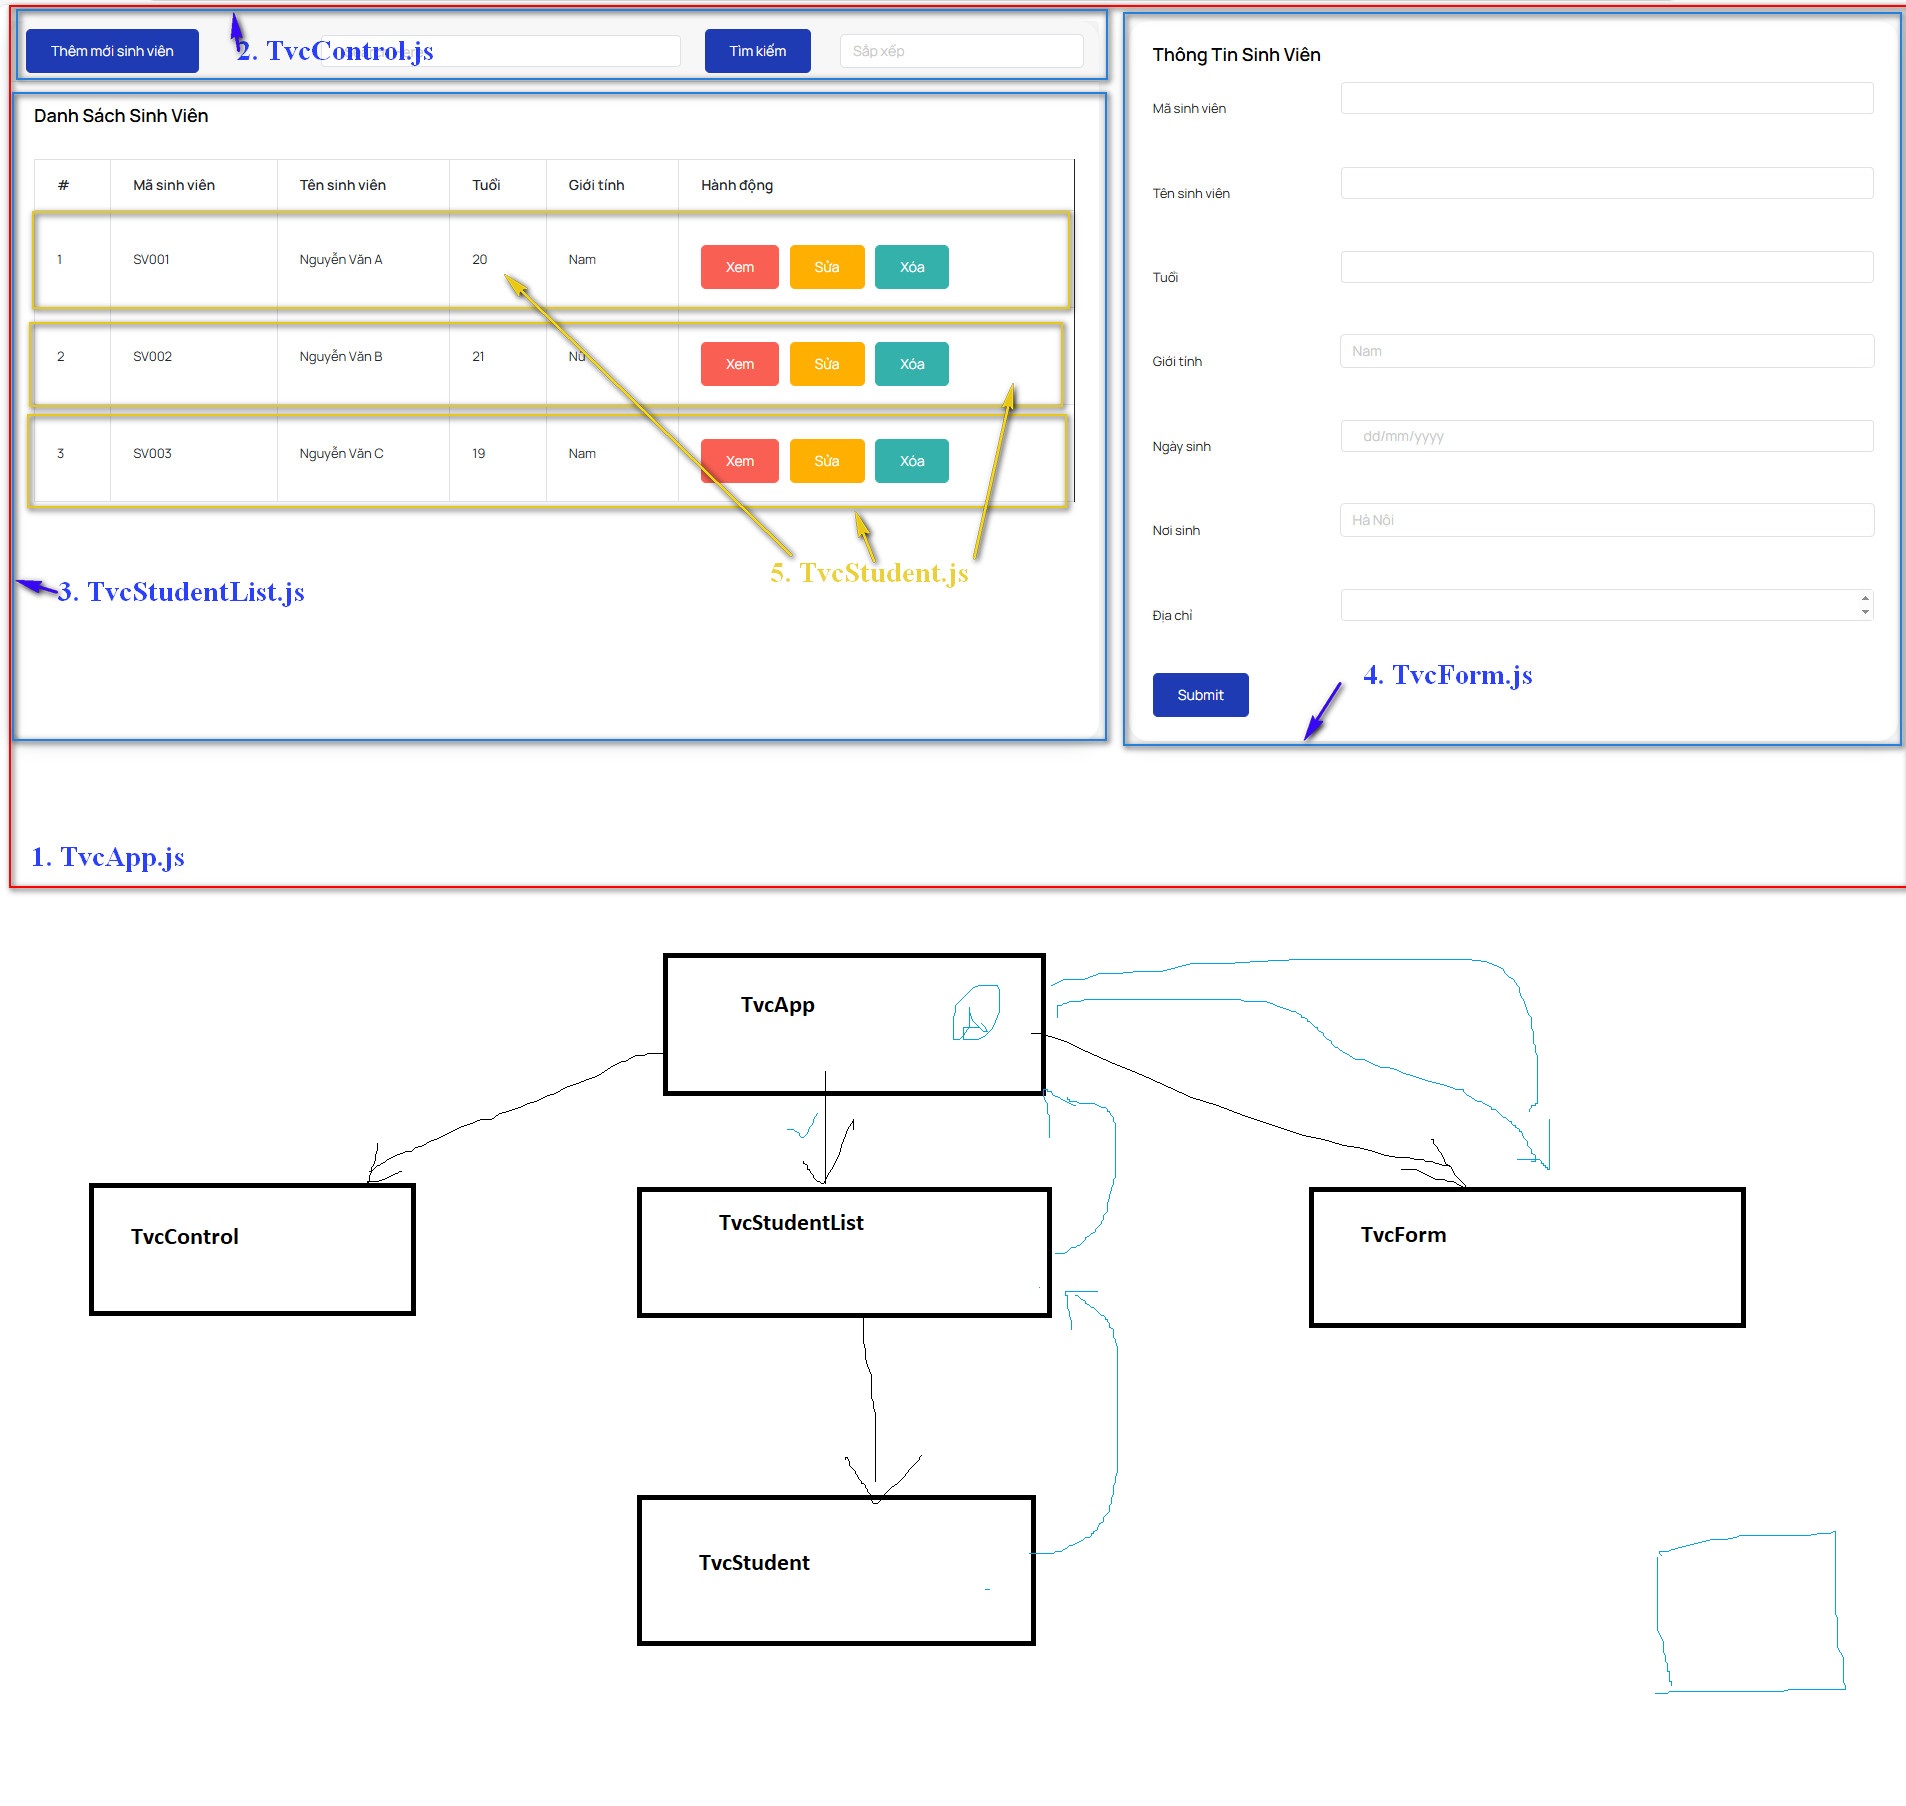 Thêm mới sinh viên
2. TvcControl.js
Tìm kiếm
Sắp xếp
Danh Sách Sinh Viên
# Mã sinh viên Tên sinh viên Tuổi Giới tính Hành động
1 SV001 Nguyễn Văn A 20 Nam Xem Sửa Xóa
2 SV002 Nguyễn Văn B 21 Nữ Xem Sửa Xóa
3 SV003 Nguyễn Văn C 19 Nam Xem Sửa Xóa
5. TvcStudent.js
3. TvcStudentList.js
Thông Tin Sinh Viên
Mã sinh viên
Tên sinh viên
Tuổi
Giới tính Nam
Ngày sinh dd/mm/yyyy
Nơi sinh Hà Nội
Địa chỉ
4. TvcForm.js
Submit
1. TvcApp.js
TvcApp
TvcControl
TvcStudentList
TvcForm
TvcStudent